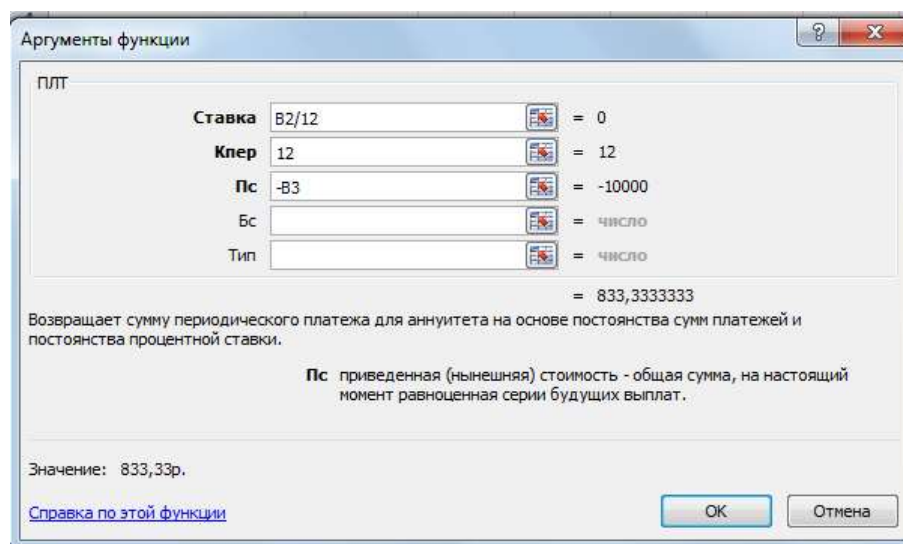 Аргументы функции
ПЛТ
Ставка B2/12 = 0
Кпер 12 = 12
Пс -B3 = -10000
Бс = число
Тип = число
= 833,3333333
Возвращает сумму периодического платежа для аннуитета на основе постоянства сумм платежей и
постоянства процентной ставки.
Пс приведенная (нынешняя) стоимость - общая сумма, на настоящий
момент равноценная серии будущих выплат.
Значение: 833,33р.
Справка по этой функции
ОК Отмена